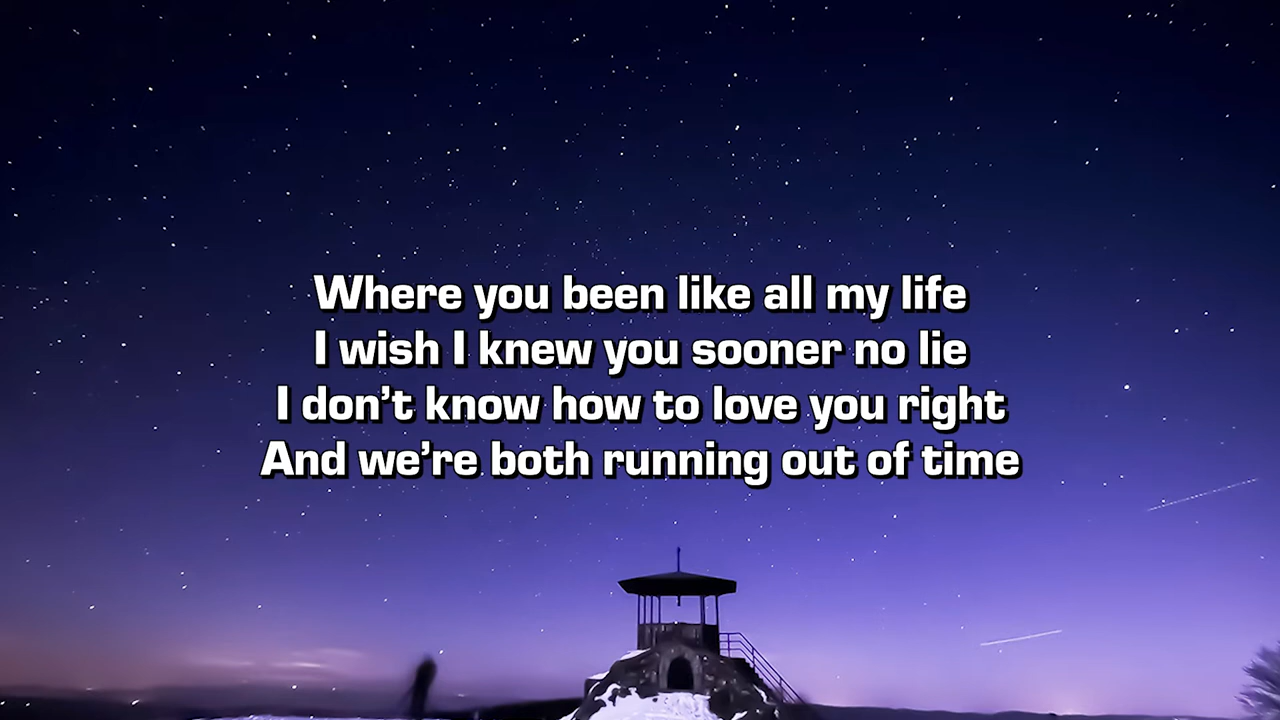 Where you been like all my life
I wish I knew you sooner no lie
I don’t know how to love you right
And we’re both running out of time